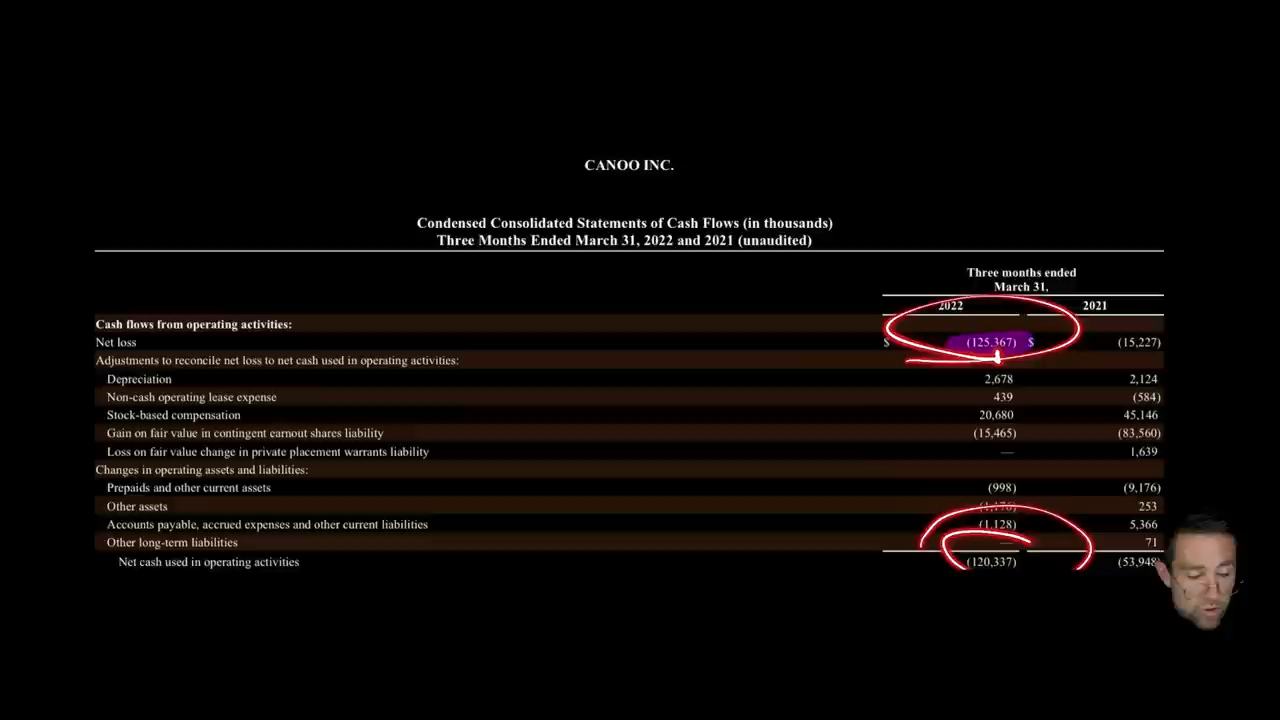 CANOO INC.
Condensed Consolidated Statements of Cash Flows (in thousands)
Three Months Ended March 31, 2022 and 2021 (unaudited)
Three months ended
March 31,
2022 2021
Cash flows from operating activities:
Net loss $ (125,367) $ (15,227)
Adjustments to reconcile net loss to net cash used in operating activities:
Depreciation 2,678 2,124
Non-cash operating lease expense 439 (584)
Stock-based compensation 20,680 45,146
Gain on fair value in contingent earnout shares liability (15,465) (83,560)
Loss on fair value change in private placement warrants liability — 1,639
Changes in operating assets and liabilities:
Prepaids and other current assets (998) (9,176)
Other assets 253
Accounts payable, accrued expenses and other current liabilities (1,128) 5,366
Other long-term liabilities — 71
Net cash used in operating activities (120,337) (53,948)